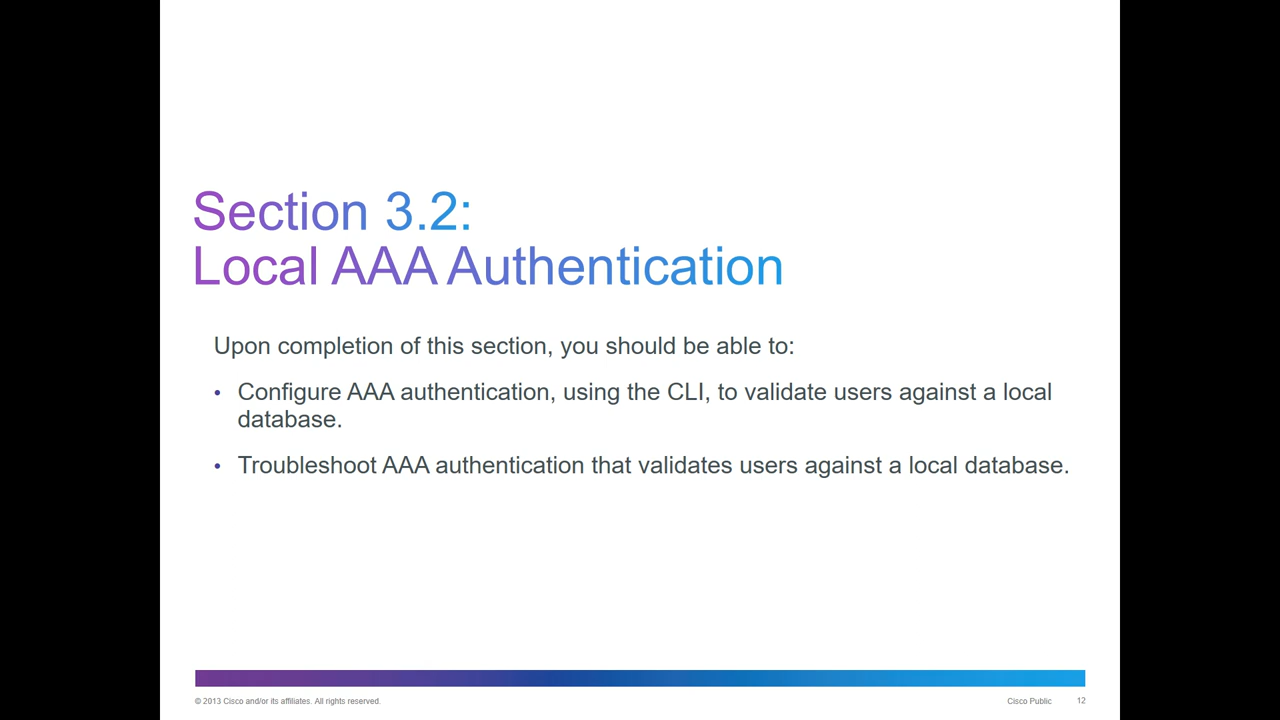 Section 3.2:
Local AAA Authentication
Upon completion of this section, you should be able to:
• Configure AAA authentication, using the CLI, to validate users against a local
database.
• Troubleshoot AAA authentication that validates users against a local database.
© 2013 Cisco and/or its affiliates. All rights reserved.
Cisco Public
12